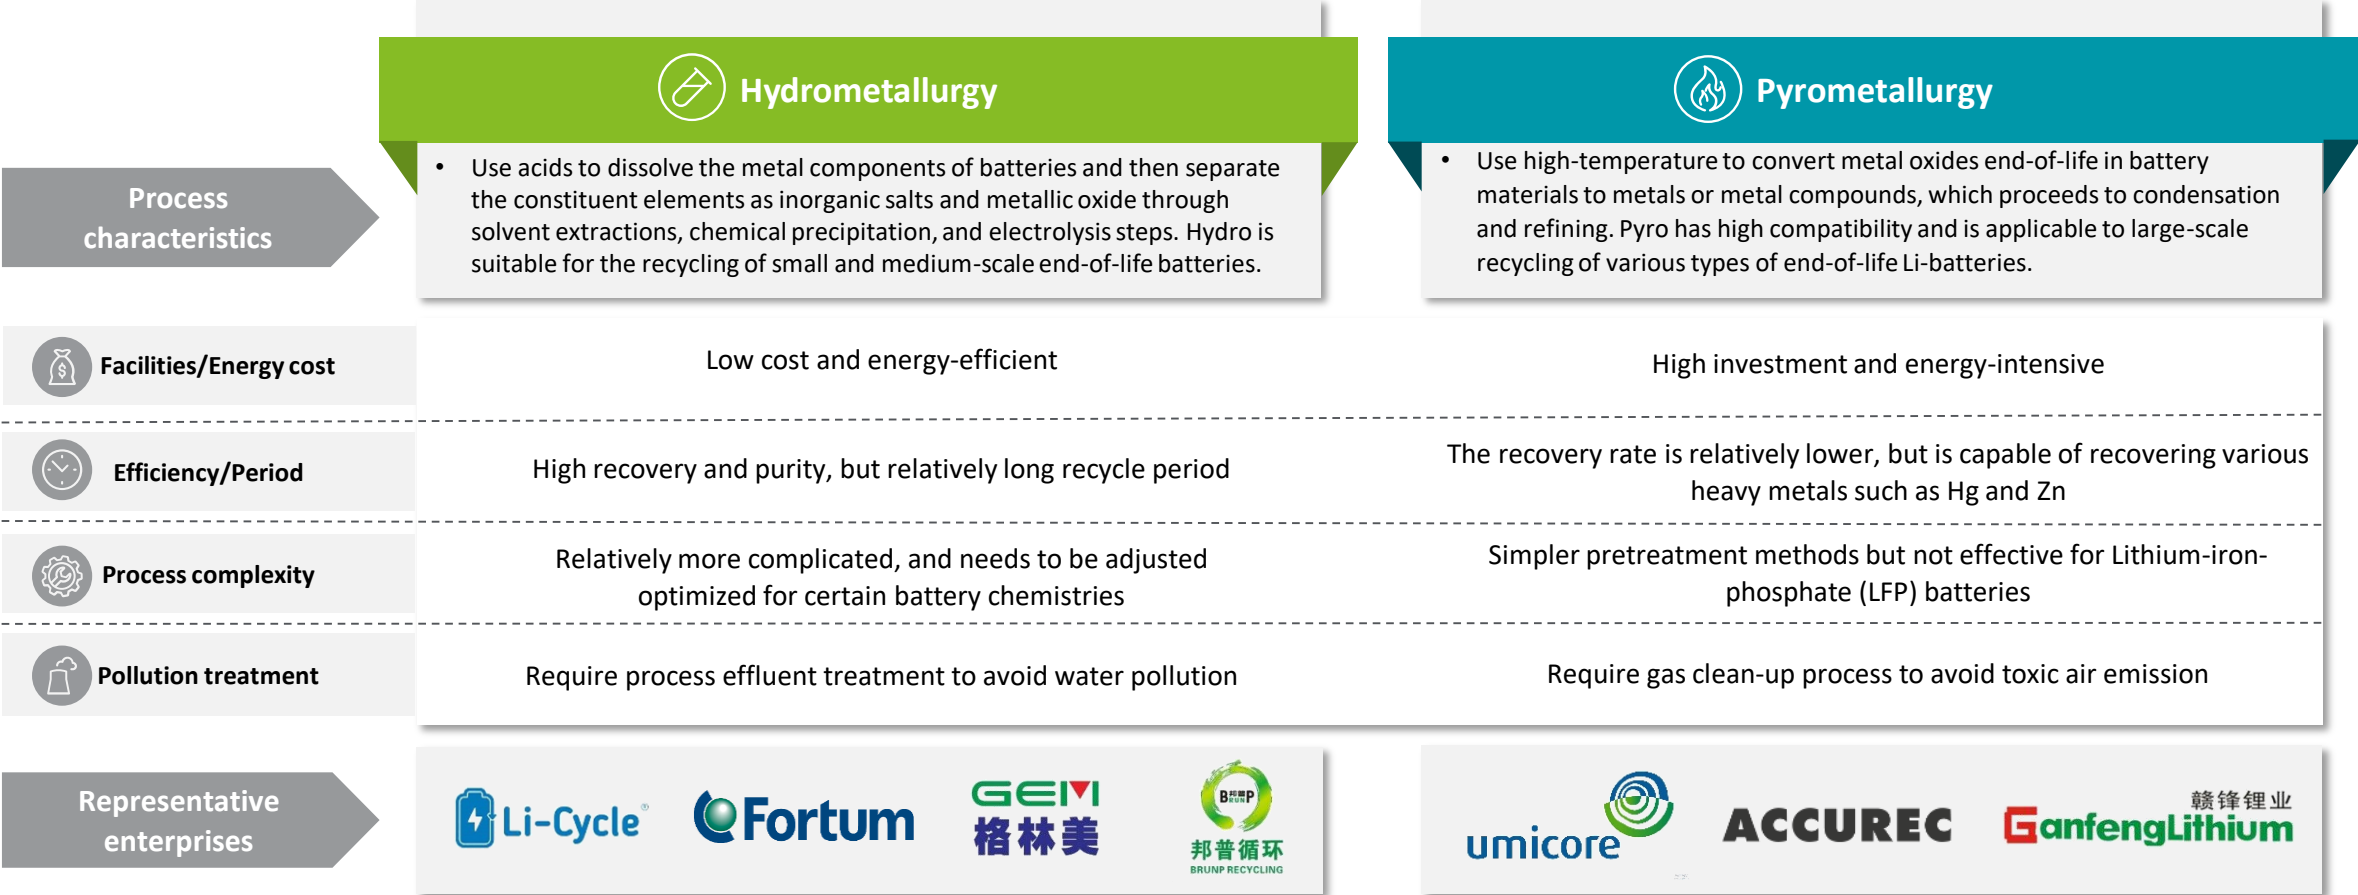 Hydrometallurgy
Pyrometallurgy
Process
characteristics
• Use acids to dissolve the metal components of batteries and then separate
the constituent elements as inorganic salts and metallic oxide through
solvent extractions, chemical precipitation, and electrolysis steps. Hydro is
suitable for the recycling of small and medium-scale end-of-life batteries.
• Use high-temperature to convert metal oxides end-of-life in battery
materials to metals or metal compounds, which proceeds to condensation
and refining. Pyro has high compatibility and is applicable to large-scale
recycling of various types of end-of-life Li-batteries.
$
Facilities/Energy cost
Low cost and energy-efficient
High investment and energy-intensive
Efficiency/Period
High recovery and purity, but relatively long recycle period
The recovery rate is relatively lower, but is capable of recovering various
heavy metals such as Hg and Zn
Process complexity
Relatively more complicated, and needs to be adjusted
optimized for certain battery chemistries
Simpler pretreatment methods but not effective for Lithium-iron-
phosphate (LFP) batteries
Pollution treatment
Require process effluent treatment to avoid water pollution
Require gas clean-up process to avoid toxic air emission
Representative
enterprises
Li-Cycle®
Fortum
GEM
格林美
邦普
BRUNP
邦普循环
BRUNP RECYCLING
umicore
ACCUREC
赣锋锂业
GanfengLithium